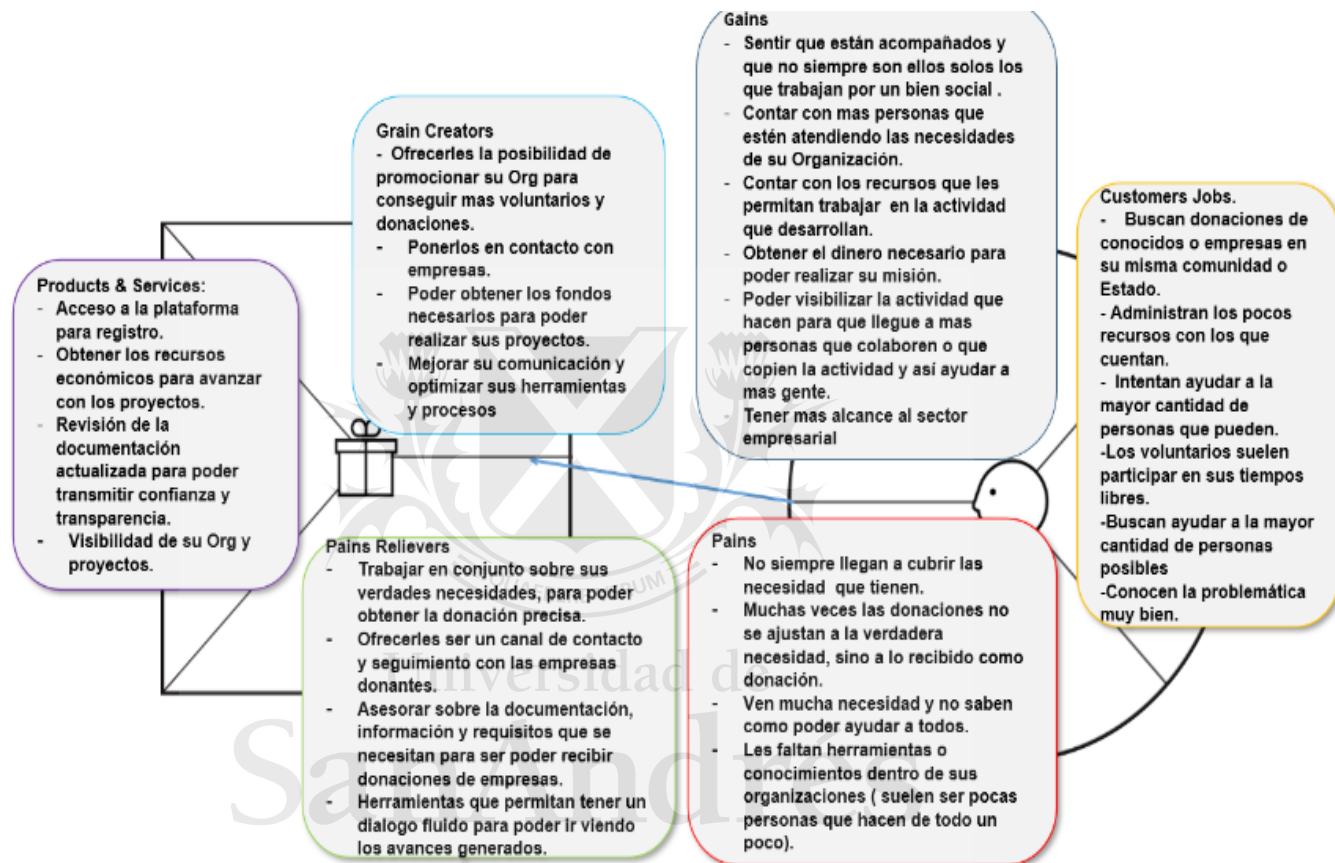 Products & Services:
- Acceso a la plataforma
para registro.
- Obtener los recursos
económicos para avanzar
con los proyectos.
- Revisión de la
documentación
actualizada para poder
transmitir confianza y
transparencia.
- Visibilidad de su Org y
proyectos.
Grain Creators
- Ofrecerles la posibilidad de
promocionar su Org para
conseguir mas voluntarios y
donaciones.
- Ponerlos en contacto con
empresas.
- Poder obtener los fondos
necesarios para poder
realizar sus proyectos.
- Mejorar su comunicación y
optimizar sus herramientas
y procesos
Pains Relievers
- Trabajar en conjunto sobre sus
verdades necesidades, para poder
obtener la donación precisa.
- Ofrecerles ser un canal de contacto
y seguimiento con las empresas
donantes.
- Asesorar sobre la documentación,
información y requisitos que se
necesitan para ser poder recibir
donaciones de empresas.
- Herramientas que permitan tener un
dialogo fluido para poder ir viendo
los avances generados.
Gains
- Sentir que están acompañados y
que no siempre son ellos solos los
que trabajan por un bien social .
- Contar con mas personas que
estén atendiendo las necesidades
de su Organización.
- Contar con los recursos que les
permitan trabajar en la actividad
que desarrollan.
- Obtener el dinero necesario para
poder realizar su misión.
- Poder visibilizar la actividad que
hacen para que llegue a mas
personas que colaboren o que
copien la actividad y así ayudar a
mas gente.
- Tener mas alcance al sector
empresarial
Pains
- No siempre llegan a cubrir las
necesidad que tienen.
- Muchas veces las donaciones no
se ajustan a la verdadera
necesidad, sino a lo recibido como
donación.
- Ven mucha necesidad y no saben
como poder ayudar a todos.
- Les faltan herramientas o
conocimientos dentro de sus
organizaciones ( suelen ser pocas
personas que hacen de todo un
poco).
Customers Jobs.
- Buscan donaciones de
conocidos o empresas en
su misma comunidad o
Estado.
- Administran los pocos
recursos con los que
cuentan.
- Intentan ayudar a la
mayor cantidad de
personas que pueden.
-Los voluntarios suelen
participar en sus tiempos
libres.
-Buscan ayudar a la mayor
cantidad de personas
posibles
-Conocen la problemática
muy bien.
Universidad de
SanAndrés